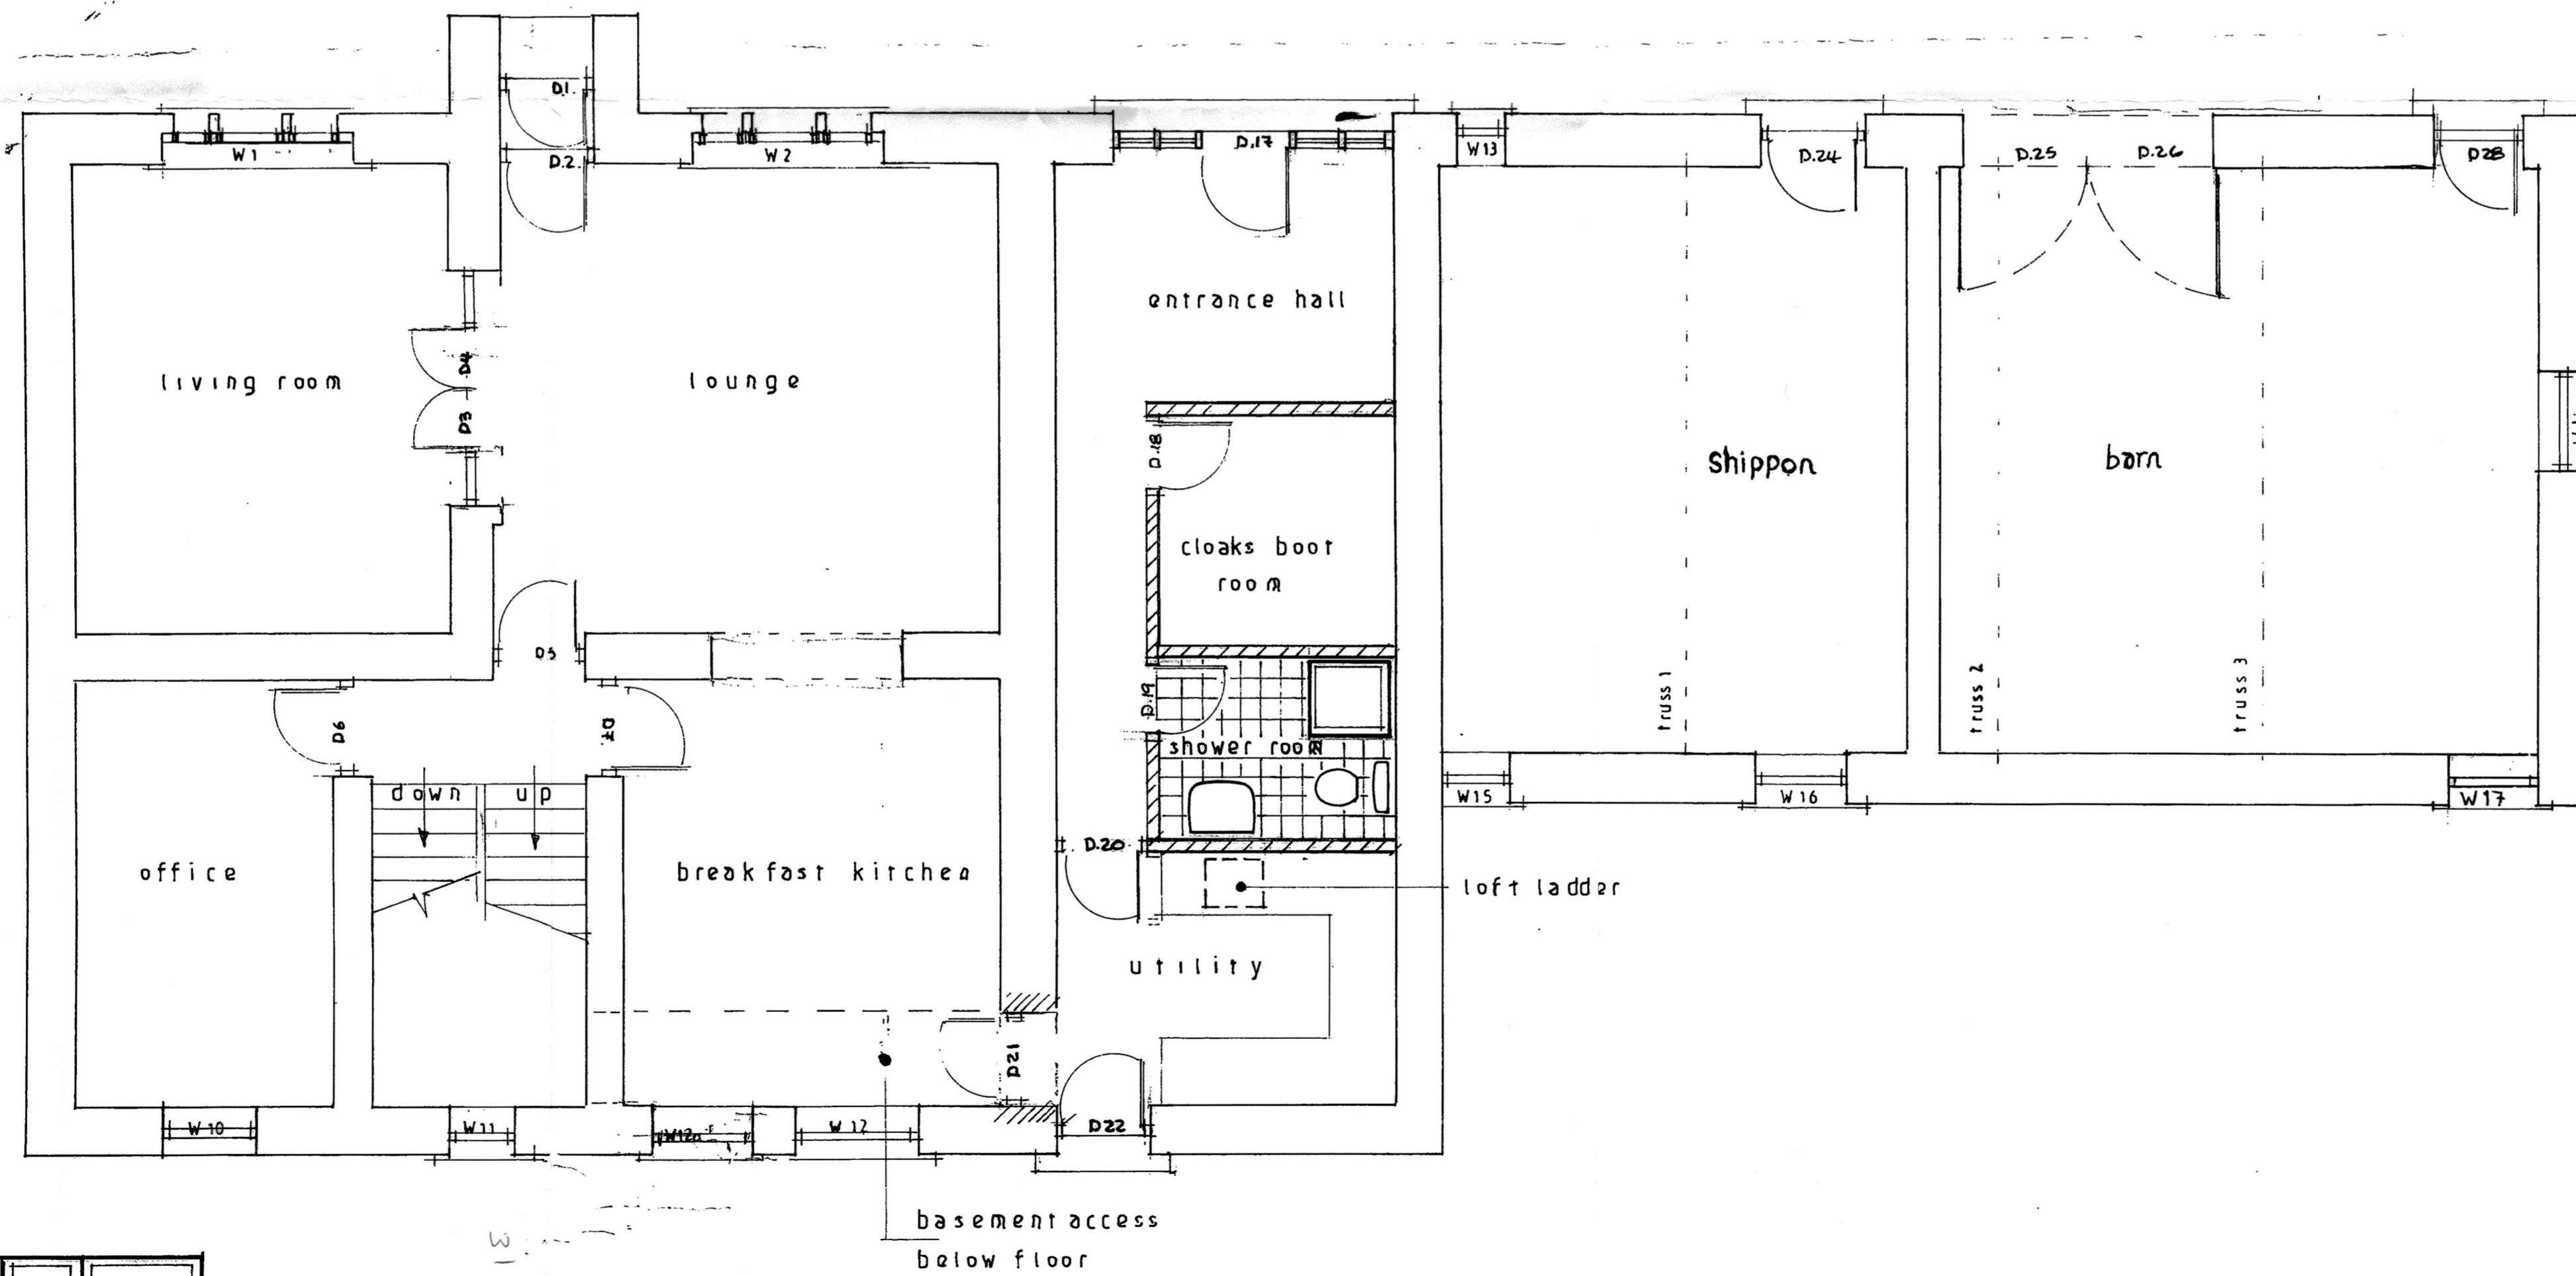 D.1.
W1
D.2.
W2
D.17
W13
D.24
D.25
D.26
D28
entrance hall
D4
living room
lounge
D3
D.18
shippon
barn
cloaks boot
room
D5
D.19
truss 1
truss 2
truss 3
D6
D7.
shower room
down
up
W15
W16
W17
D.20
office
breakfast kitchen
loft ladder
utility
D21
W10
W11
W12a
W12
D22
basement access
below floor